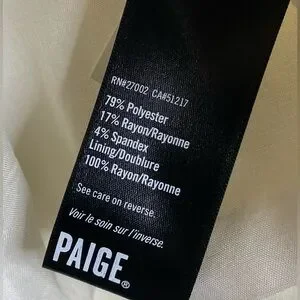 RN#27002 CA#51217
79% Polyester
17% Rayon/Rayonne
4% Spandex
Lining/Doublure
100% Rayon/Rayonne
See care on reverse.
Voir le soin sur l'inverse.
PAIGE®